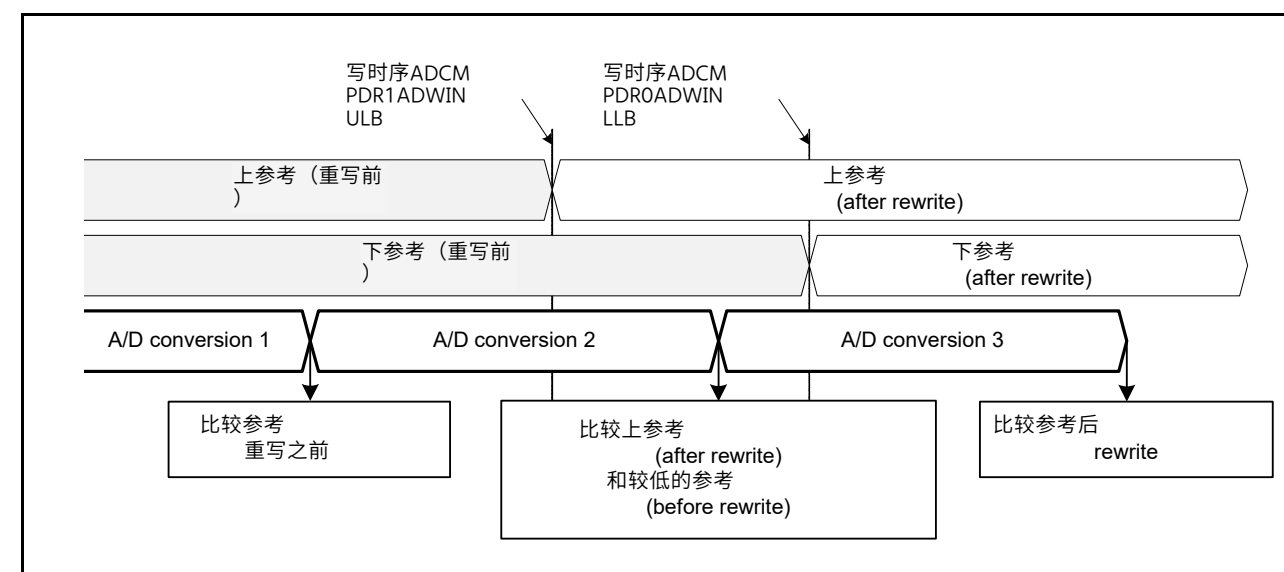 写时序ADCM
PDR1ADWIN
ULB
写时序ADCM
PDR0ADWIN
LLB
上参考（重写前
）
上参考
(after rewrite)
下参考（重写前
）
下参考
(after rewrite)
A/D conversion 1
A/D conversion 2
A/D conversion 3
比较参考
重写之前
比较上参考
(after rewrite)
和较低的参考
(before rewrite)
比较参考后
rewrite